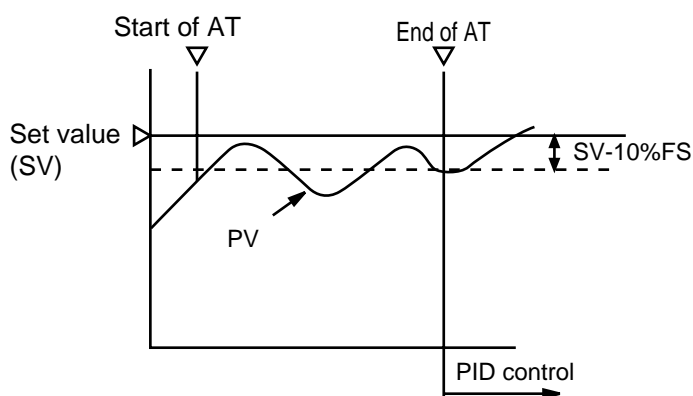 Start of AT
End of AT
Set value
(SV)
SV-10%FS
PV
PID control